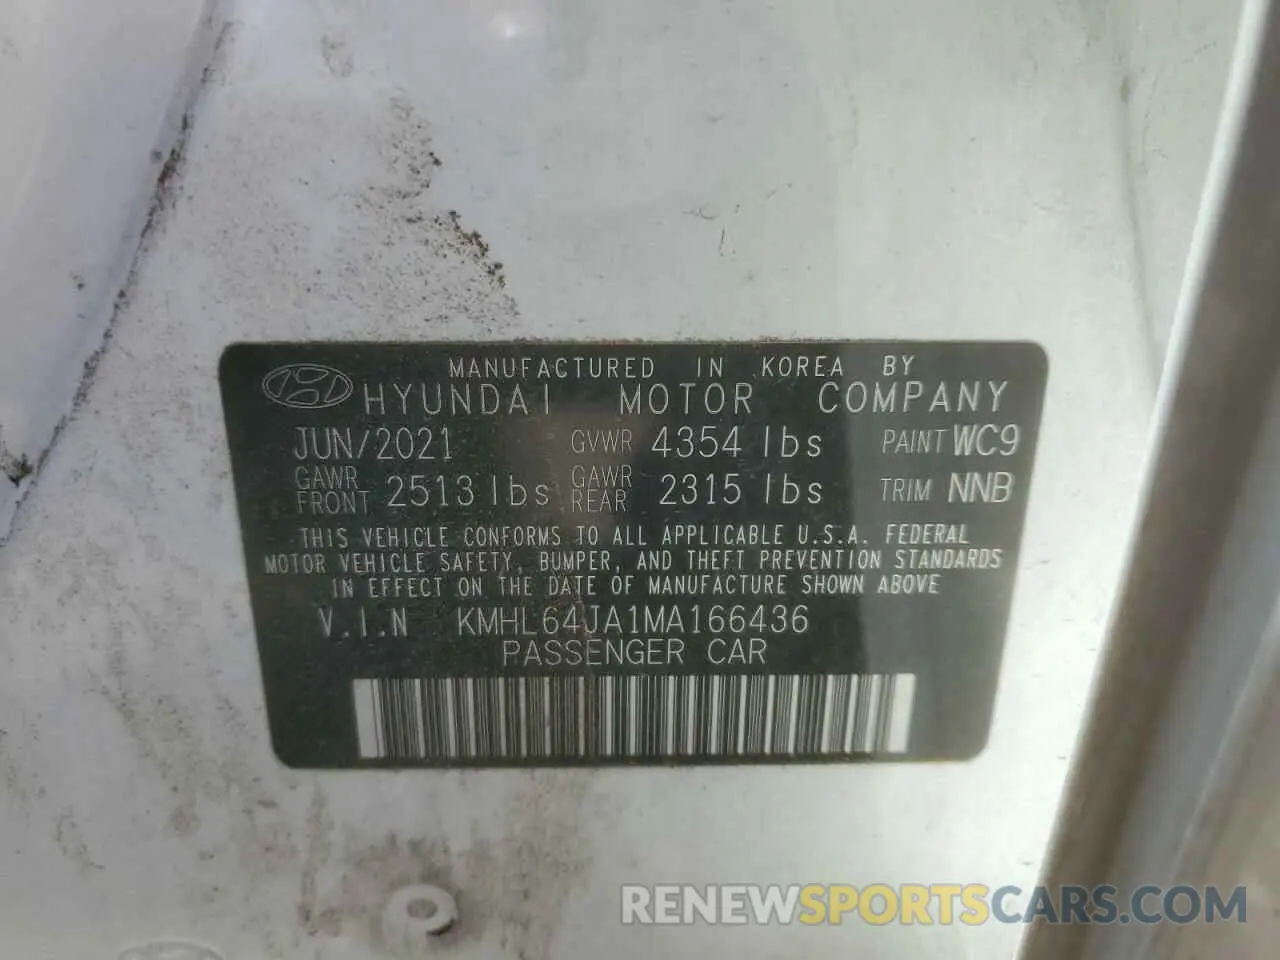 MANUFACTURED IN KOREA BY
HYUNDAI MOTOR COMPANY
JUN/2021 GVWR 4354 lbs PAINT WC9
GAWR FRONT 2513 lbs GAWR REAR 2315 lbs TRIM NNB
THIS VEHICLE CONFORMS TO ALL APPLICABLE U.S.A. FEDERAL
MOTOR VEHICLE SAFETY, BUMPER, AND THEFT PREVENTION STANDARDS
IN EFFECT ON THE DATE OF MANUFACTURE SHOWN ABOVE
V.I.N KMHL64JA1MA166436
PASSENGER CAR
RENEWSPORTSCARS.COM